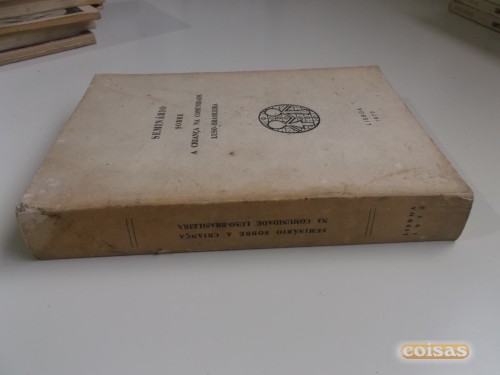 SEMINÁRIO
SOBRE
A CRIANÇA NA COMUNIDADE
LUSO-BRASILEIRA
LISBOA
SEMINÁRIO SOBRE A CRIANÇA
NA COMUNIDADE LUSO-BRASILEIRA
LISBOA
coisas